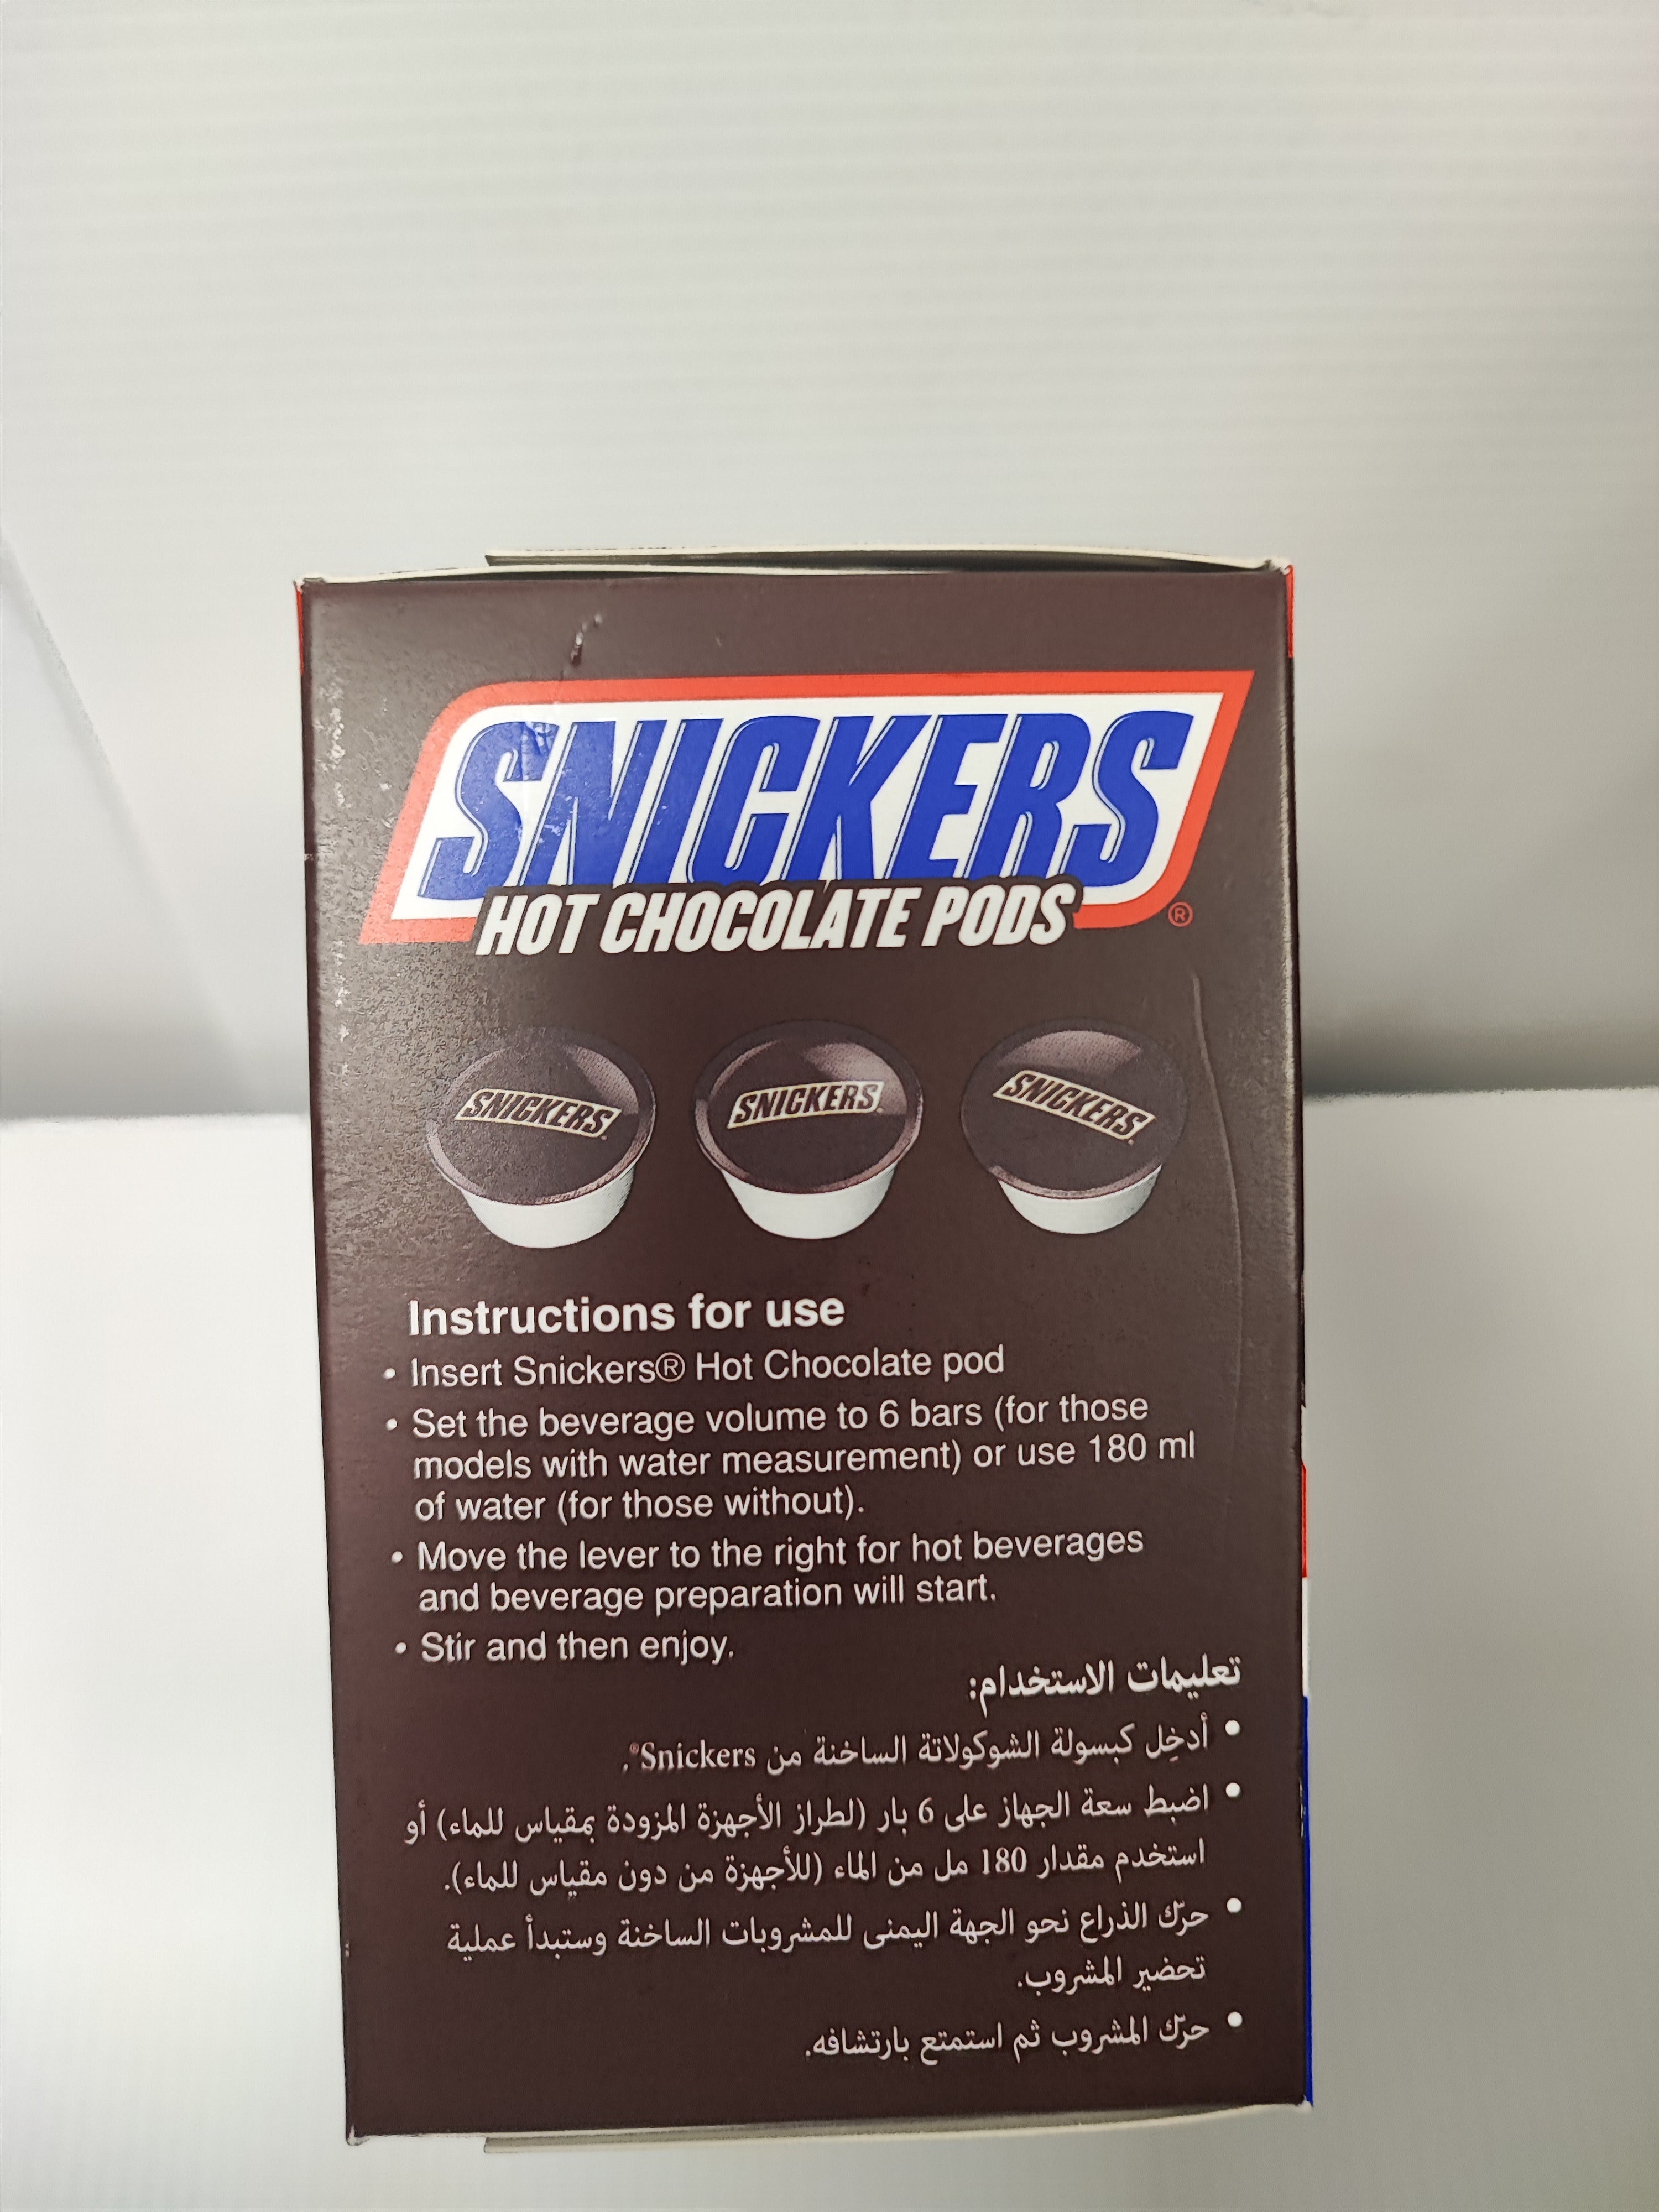 SNICKERS
HOT CHOCOLATE PODS ®
SNICKERS
SNICKERS
SNICKERS
Instructions for use
• Insert Snickers® Hot Chocolate pod
• Set the beverage volume to 6 bars (for those
models with water measurement) or use 180 ml
of water (for those without).
• Move the lever to the right for hot beverages
and beverage preparation will start.
• Stir and then enjoy.
تعليمات الاستخدام:
• أدخِل كبسولة الشوكولاتة الساخنة من Snickers®.
• اضبط سعة الجهاز على 6 بار (لطراز الأجهزة المزودة بمقياس للماء) أو
استخدم مقدار 180 مل من الماء (للأجهزة من دون مقياس للماء).
• حرّك الذراع نحو الجهة اليمنى للمشروبات الساخنة وستبدأ عملية
تحضير المشروب.
• حرّك المشروب ثم استمتع بارتشافه.